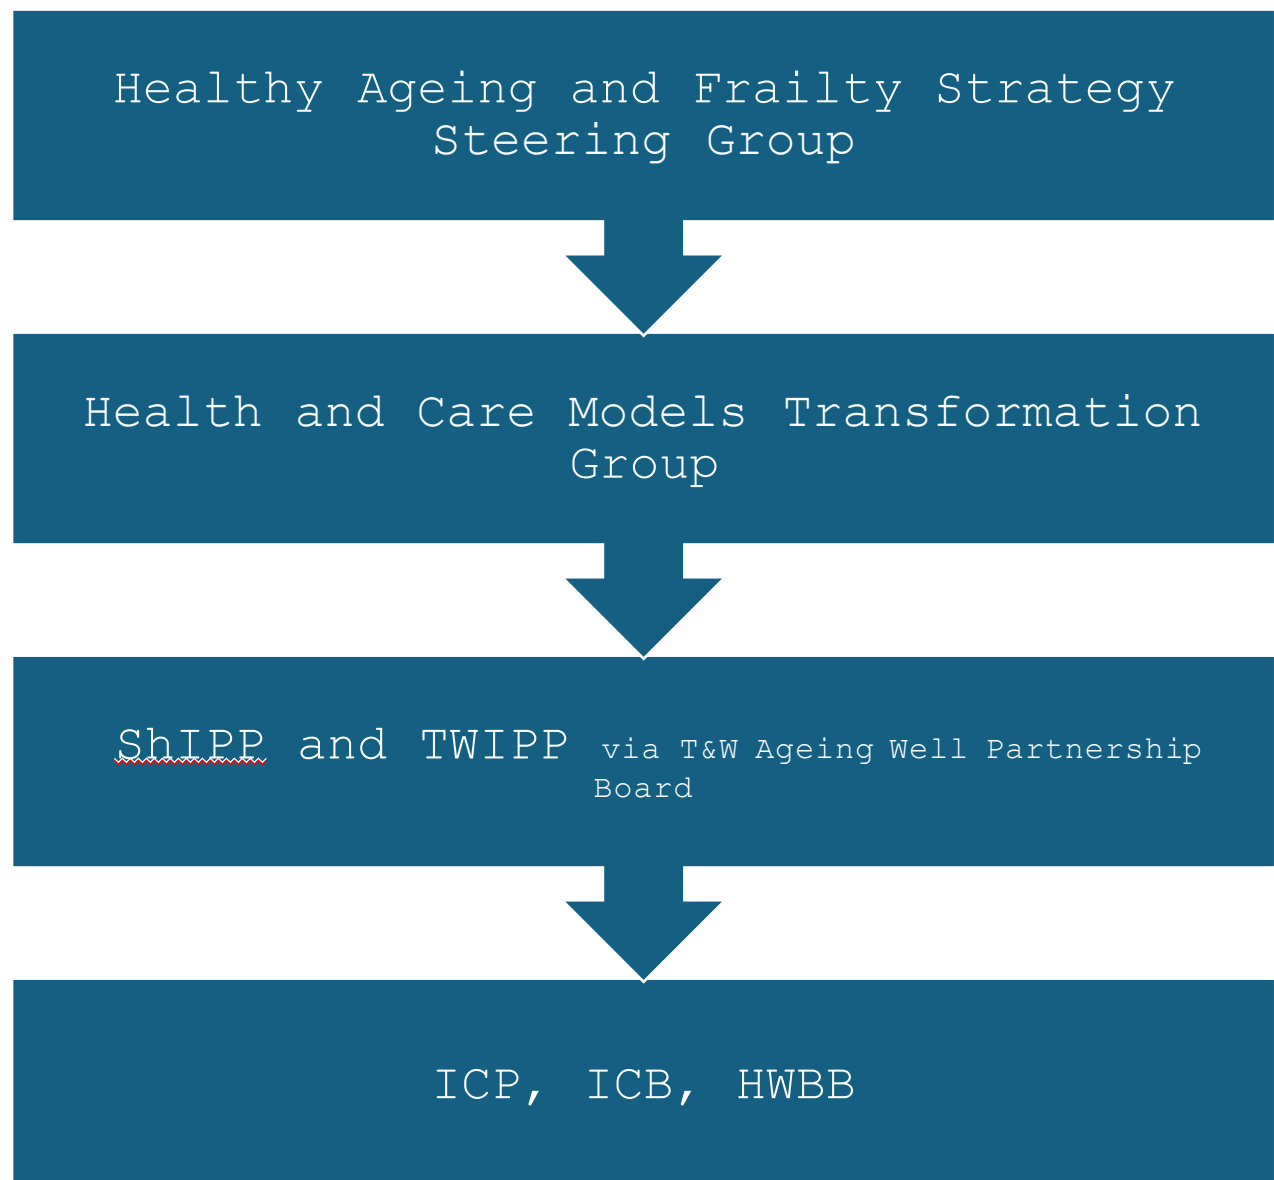 Healthy Ageing and Frailty Strategy
Steering Group
Health and Care Models Transformation
Group
ShIPP and TWIPP via T&W Ageing Well Partnership
Board
ICP, ICB, HWBB